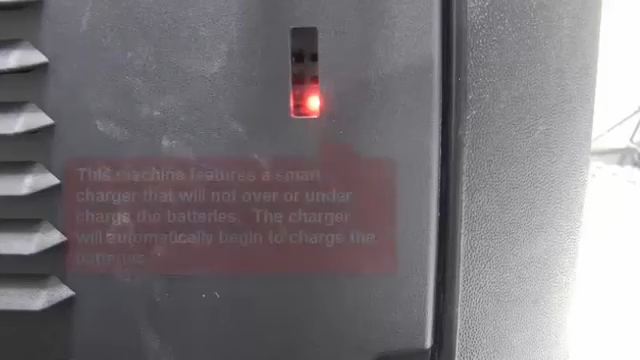 This machine features a smart
charger that will not over or under
charge the batteries. The charger
will automatically begin to charge the
batteries